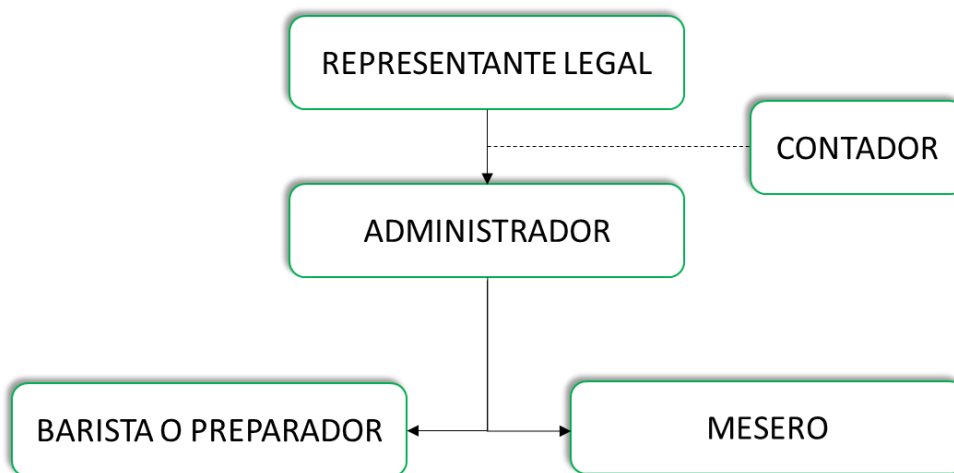 REPRESENTANTE LEGAL
CONTADOR
ADMINISTRADOR
BARISTA O PREPARADOR
MESERO